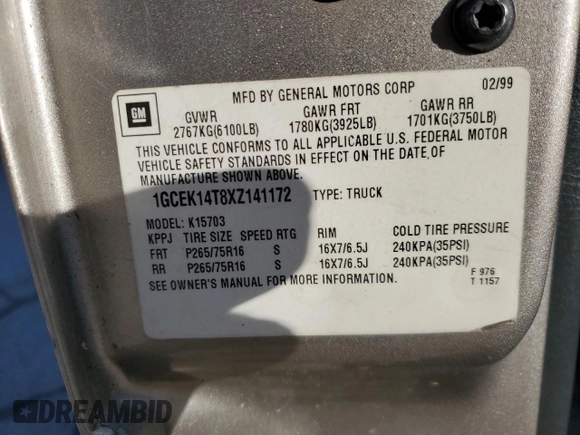 MFD BY GENERAL MOTORS CORP 02/99
GM
GVWR GAWR FRT GAWR RR
2767KG(6100LB) 1780KG(3925LB) 1701KG(3750LB)
THIS VEHICLE CONFORMS TO ALL APPLICABLE U.S. FEDERAL MOTOR
VEHICLE SAFETY STANDARDS IN EFFECT ON THE DATE OF
MANUFACTURE SHOWN ABOVE.
1GCEK14T8XZ141172 TYPE: TRUCK
MODEL: K15703
KPPJ TIRE SIZE SPEED RTG RIM COLD TIRE PRESSURE
FRT P265/75R16 S 16X7/6.5J 240KPA(35PSI)
RR P265/75R16 S 16X7/6.5J 240KPA(35PSI)
SEE OWNER'S MANUAL FOR MORE INFORMATION.
F 976
T 1157
DREAMBID